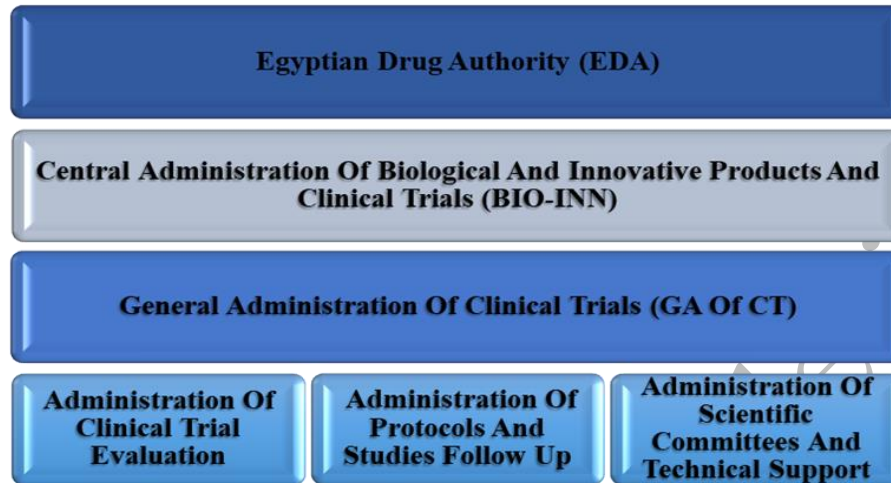 Egyptian Drug Authority (EDA)
Central Administration Of Biological And Innovative Products And
Clinical Trials (BIO-INN)
General Administration Of Clinical Trials (GA Of CT)
Administration Of
Clinical Trial
Evaluation
Administration Of
Protocols And
Studies Follow Up
Administration Of
Scientific
Committees And
Technical Support